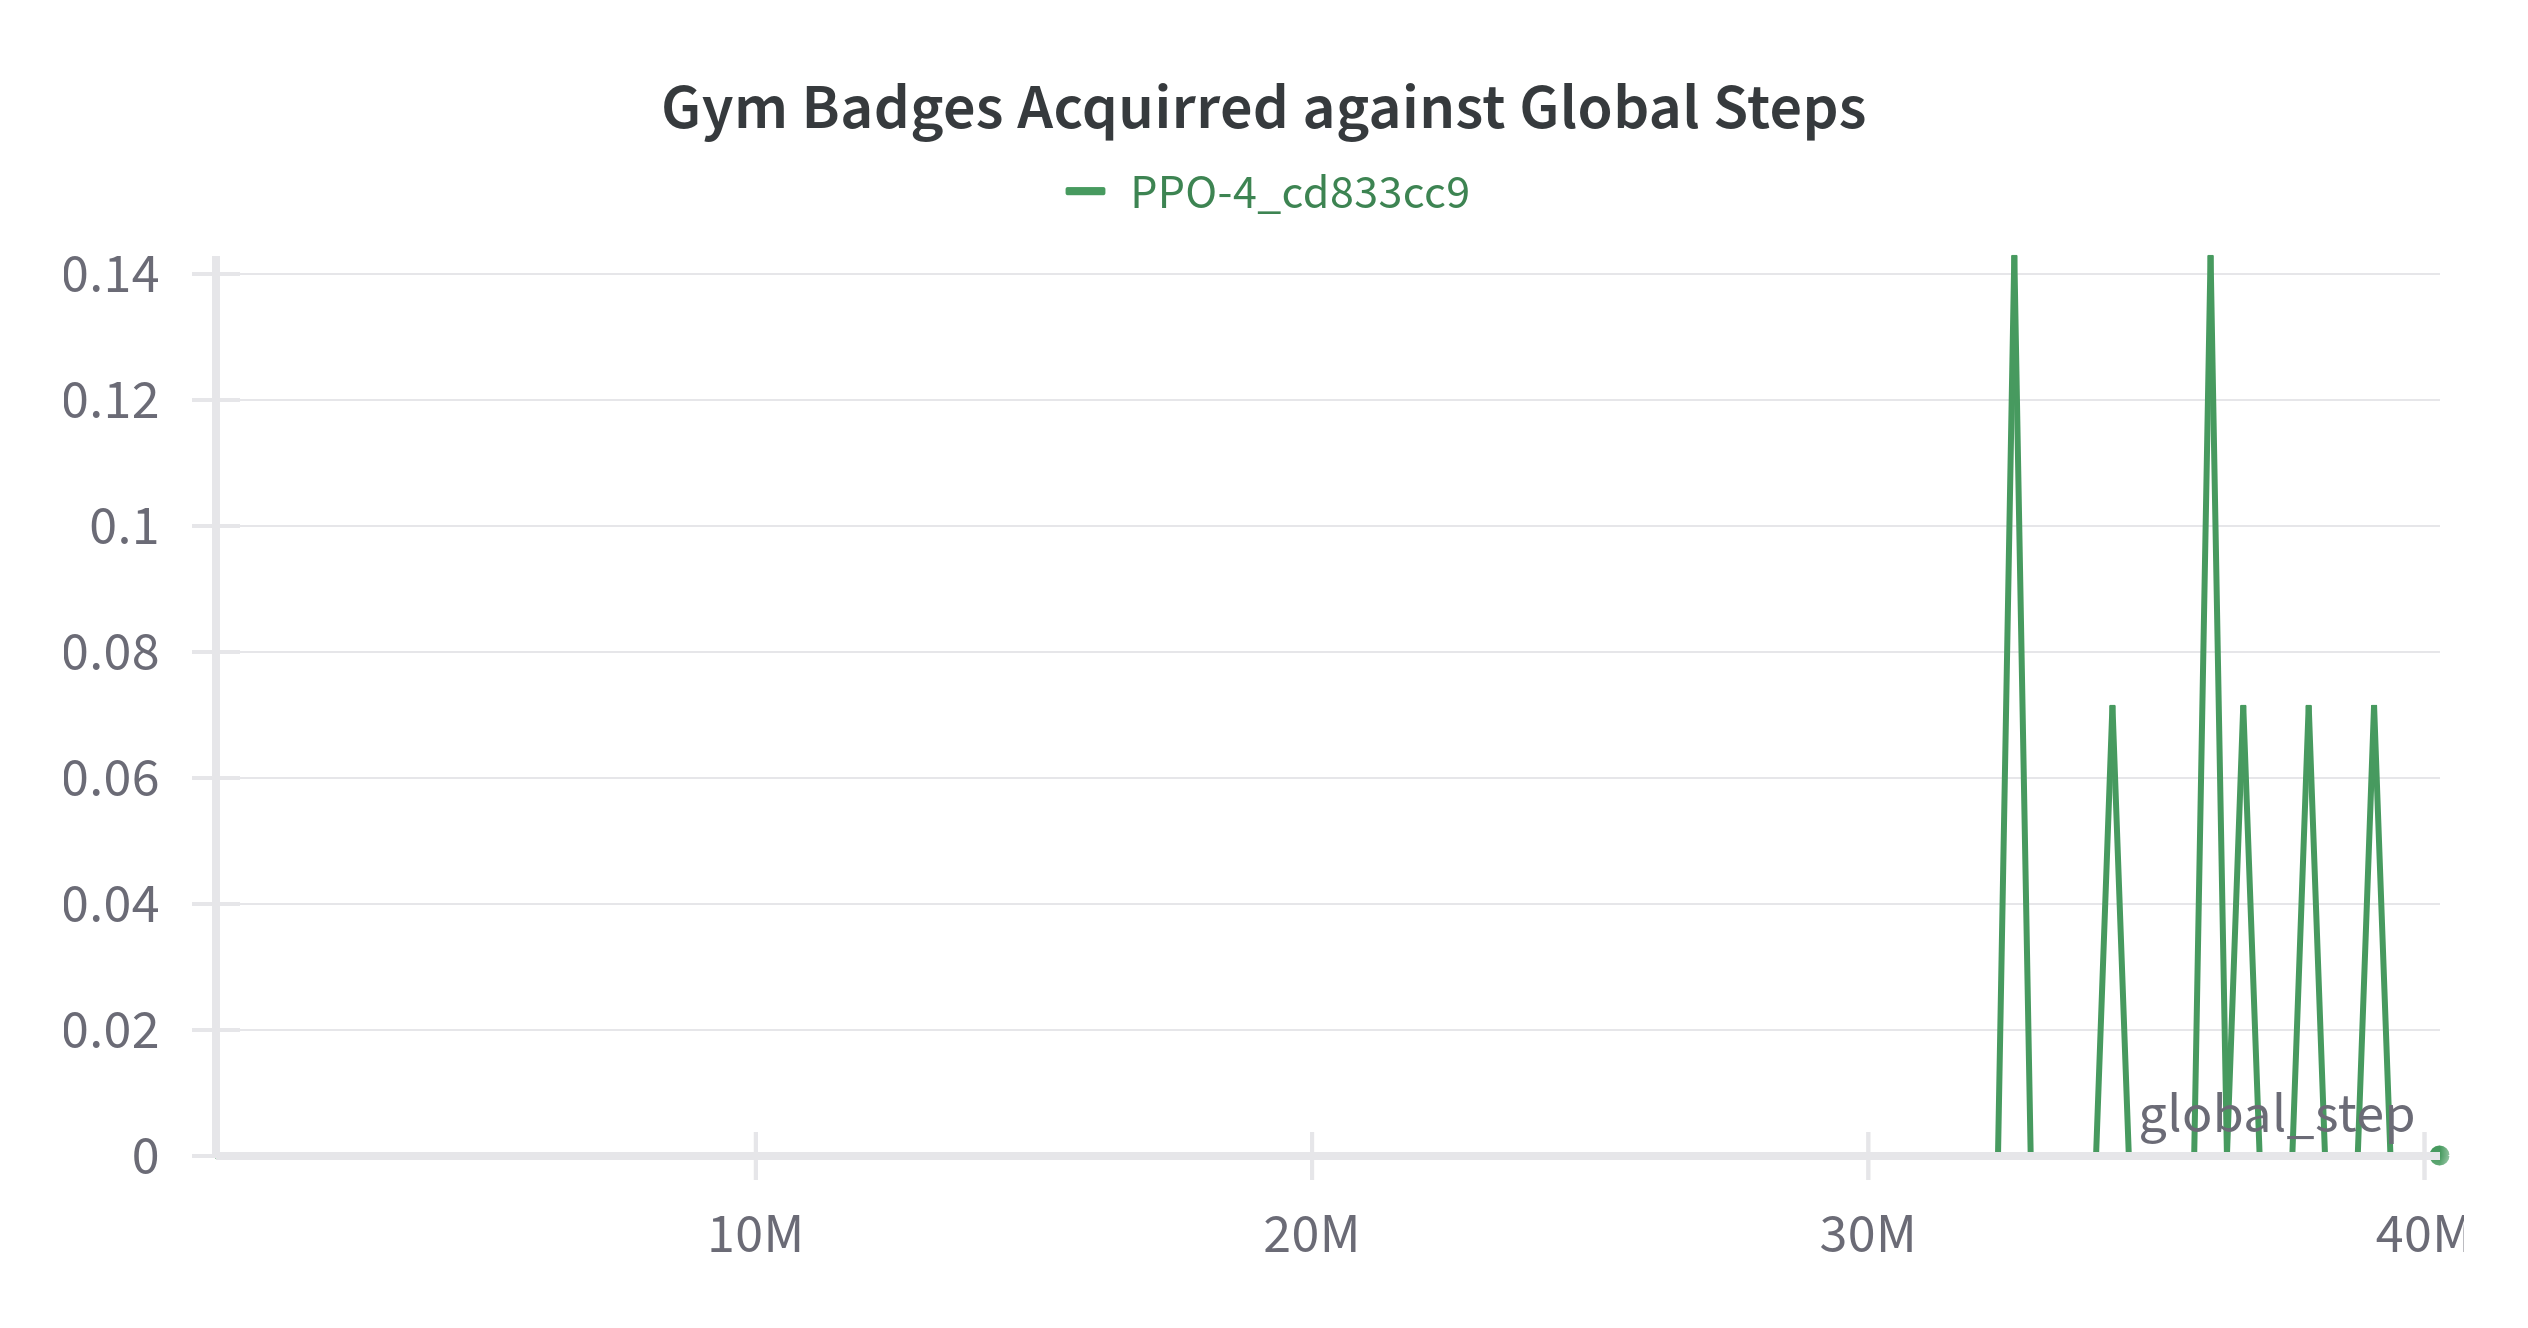 Gym Badges Acquirred against Global Steps
PPO-4_cd833cc9
0.14
0.12
0.1
0.08
0.06
0.04
0.02
0
global_step
10M
20M
30M
40M